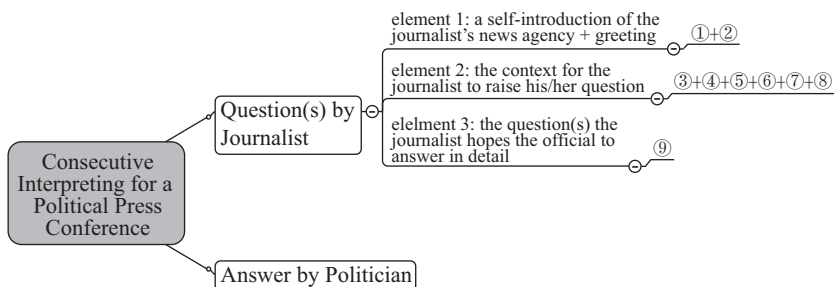 element 1: a self-introduction of the
journalist's news agency + greeting
①+②
element 2: the context for the
journalist to raise his/her question
③+④+⑤+⑥+⑦+⑧
elelment 3: the question(s) the
journalist hopes the official to
answer in detail
⑨
Question(s) by
Journalist
Consecutive
Interpreting for a
Political Press
Conference
Answer by Politician